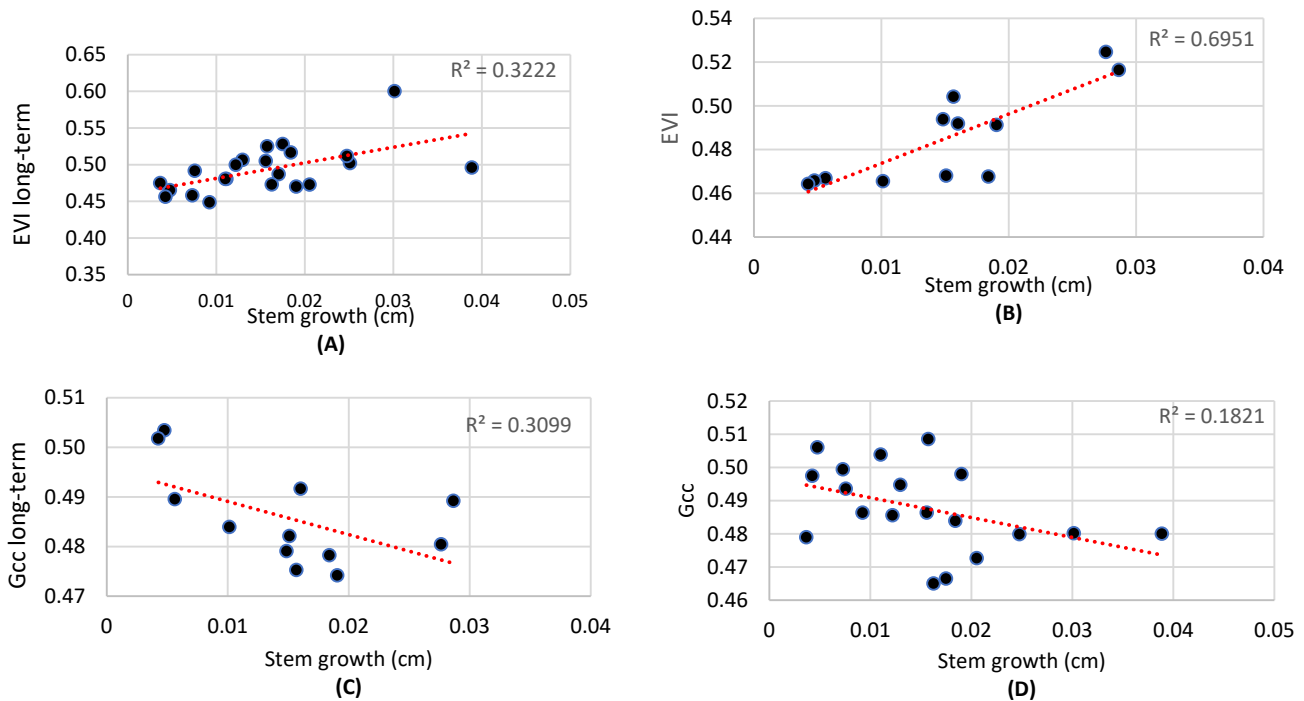 0.65
0.60
0.55
0.50
0.45
0.40
0.35
EVI long-term
R² = 0.3222
0 0.01 0.02 0.03 0.04 0.05
Stem growth (cm)
(A)
0.54
0.52
0.50
0.48
0.46
0.44
EVI
R² = 0.6951
0 0.01 0.02 0.03 0.04
Stem growth (cm)
(B)
0.51
0.50
0.49
0.48
0.47
Gcc long-term
R² = 0.3099
0 0.01 0.02 0.03 0.04
Stem growth (cm)
(C)
0.52
0.51
0.50
0.49
0.48
0.47
0.46
Gcc
R² = 0.1821
0 0.01 0.02 0.03 0.04 0.05
Stem growth (cm)
(D)